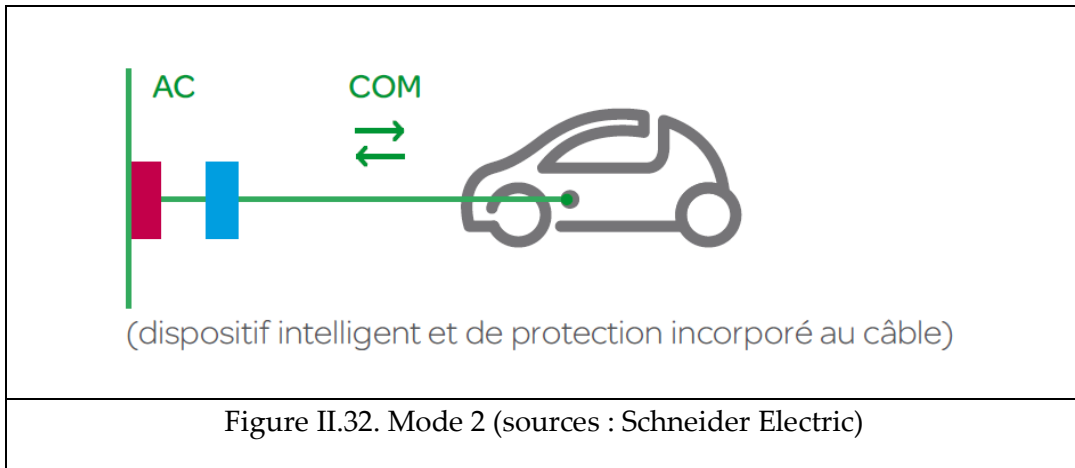 AC
COM
(dispositif intelligent et de protection incorporé au câble)
Figure II.32. Mode 2 (sources : Schneider Electric)